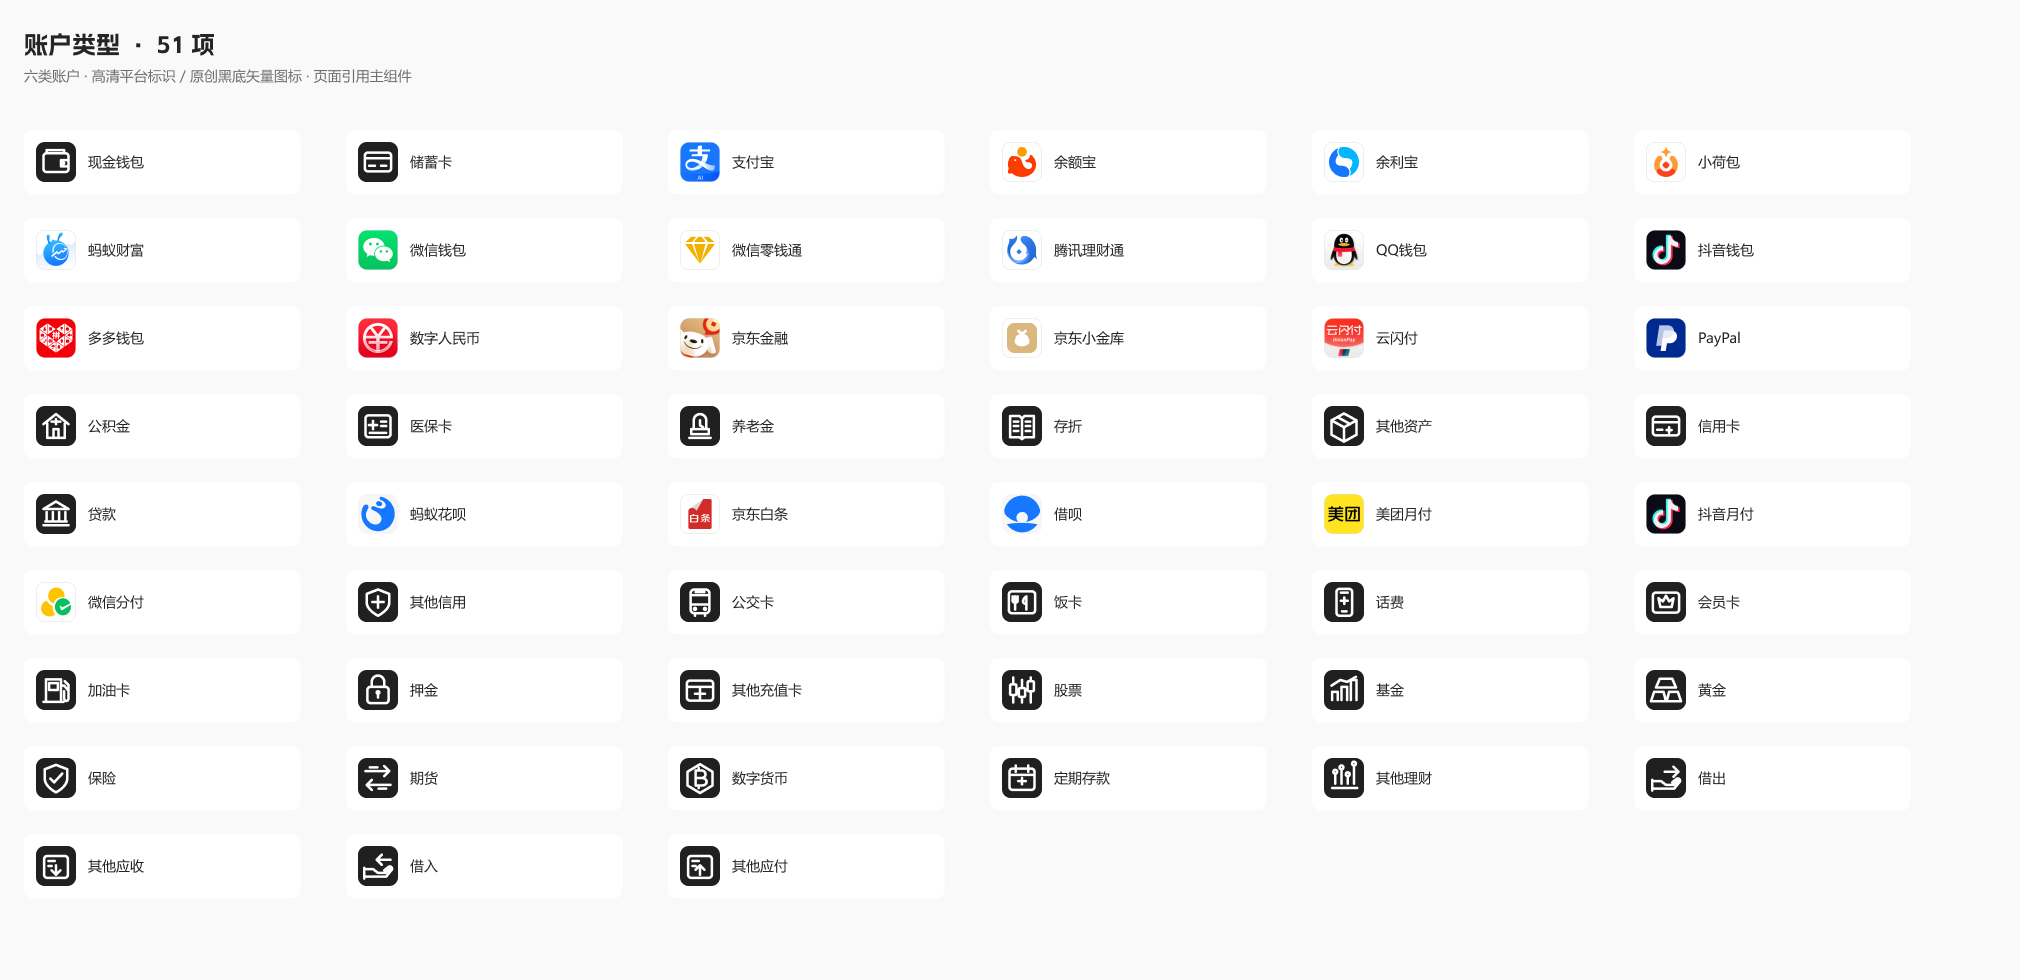 账户类型 · 51 项
六类账户 · 高清平台标识 / 原创黑底矢量图标 · 页面引用主组件
现金钱包
储蓄卡
支 AI
支付宝
余额宝
余利宝
小荷包
蚂蚁财富
微信钱包
微信零钱通
腾讯理财通
QQ钱包
抖音钱包
多多钱包
数字人民币
京东金融
京东小金库
云闪付
UnionPay
云闪付
PayPal
公积金
医保卡
养老金
存折
其他资产
信用卡
贷款
蚂蚁花呗
白条
京东白条
借呗
美团
美团月付
抖音月付
微信分付
其他信用
公交卡
饭卡
话费
会员卡
加油卡
押金
其他充值卡
股票
基金
黄金
保险
期货
数字货币
定期存款
其他理财
借出
其他应收
借入
其他应付